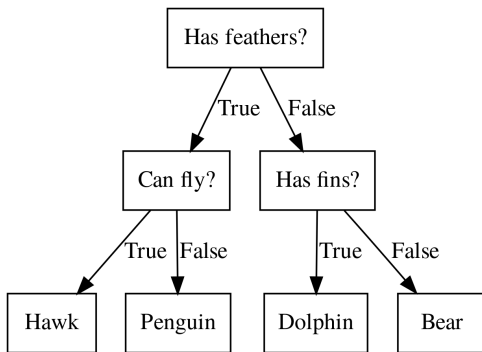 Has feathers?
True False
Can fly? Has fins?
True False True False
Hawk Penguin Dolphin Bear